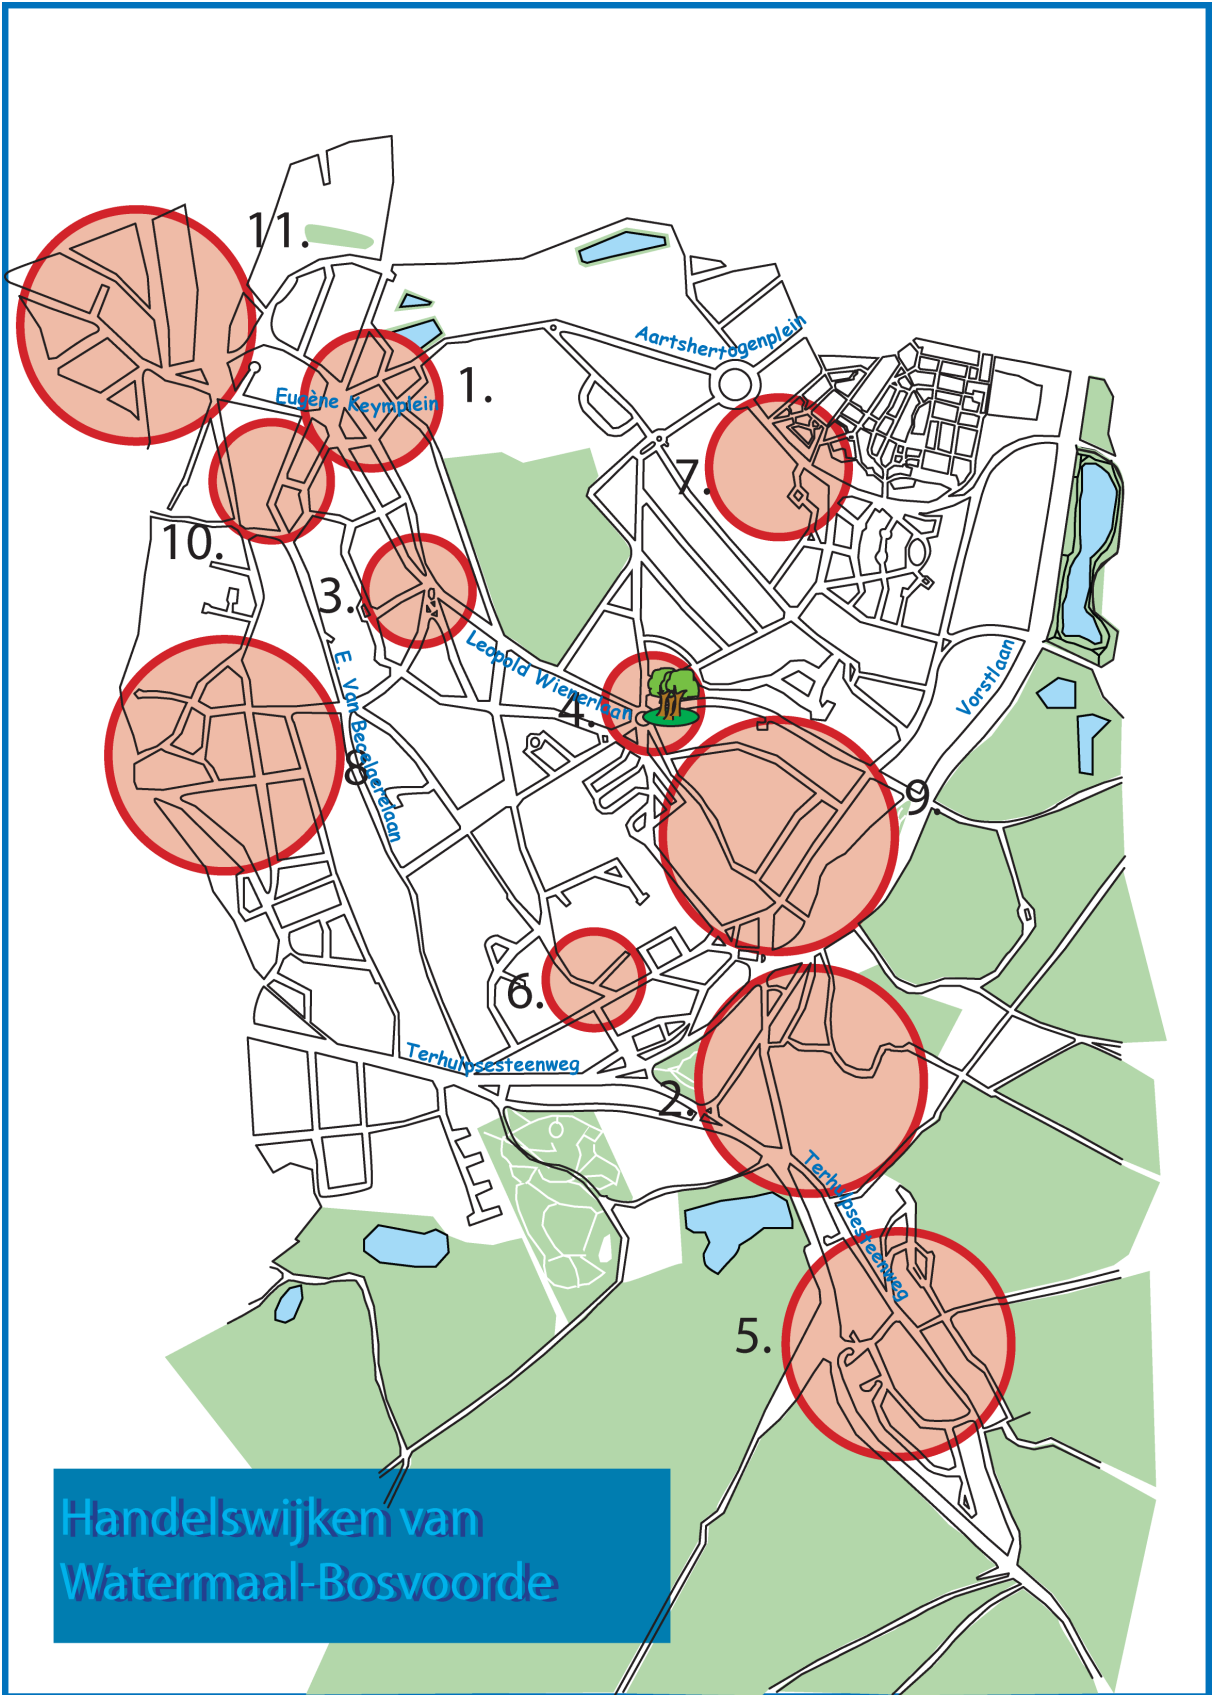 11.
Aartshertogenplein
1.
Eugène Keymplein
7.
10.
3.
Leopold Wienerlaan
E. Van Becelaerelaan
Vorstlaan
4.
8
9.
6.
Terhulpsesteenweg
2.
Terhulpsesteenweg
5.
Handelswijken van
Watermaal-Bosvoorde